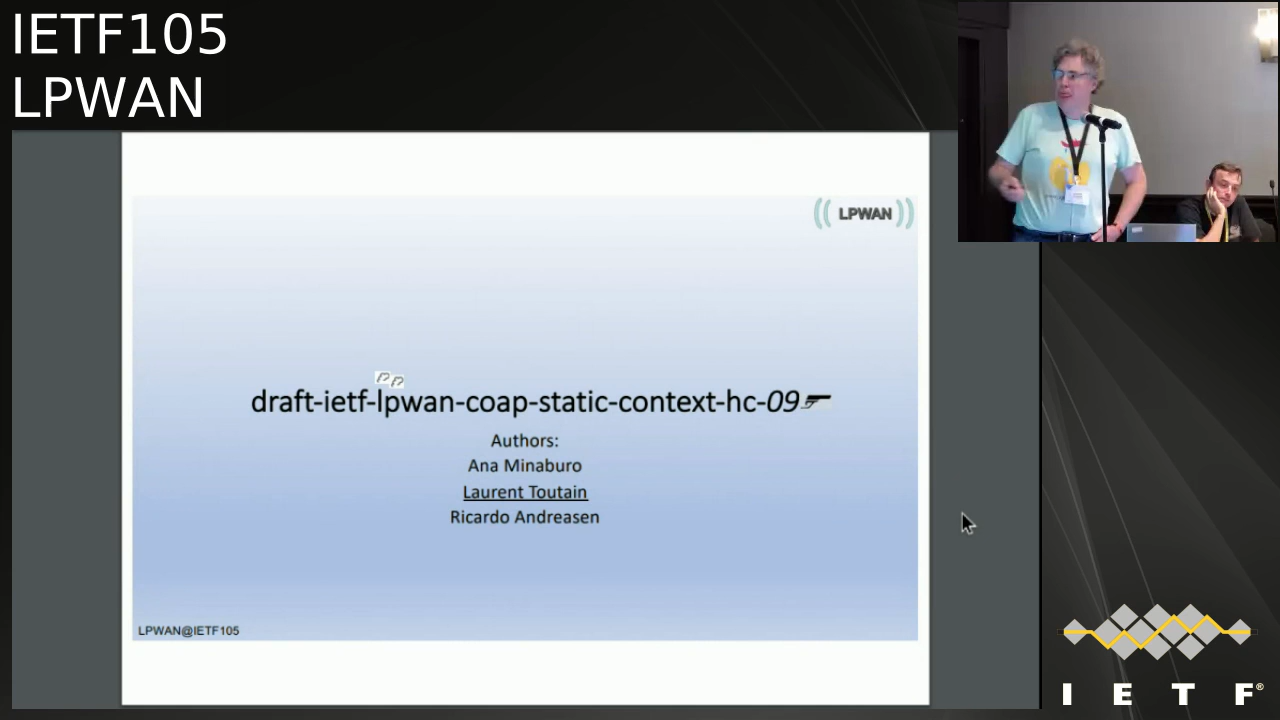 IETF105
LPWAN
LPWAN
draft-ietf-lpwan-coap-static-context-hc-09
Authors:
Ana Minaburo
Laurent Toutain
Ricardo Andreasen
LPWAN@IETF105
I E T F®